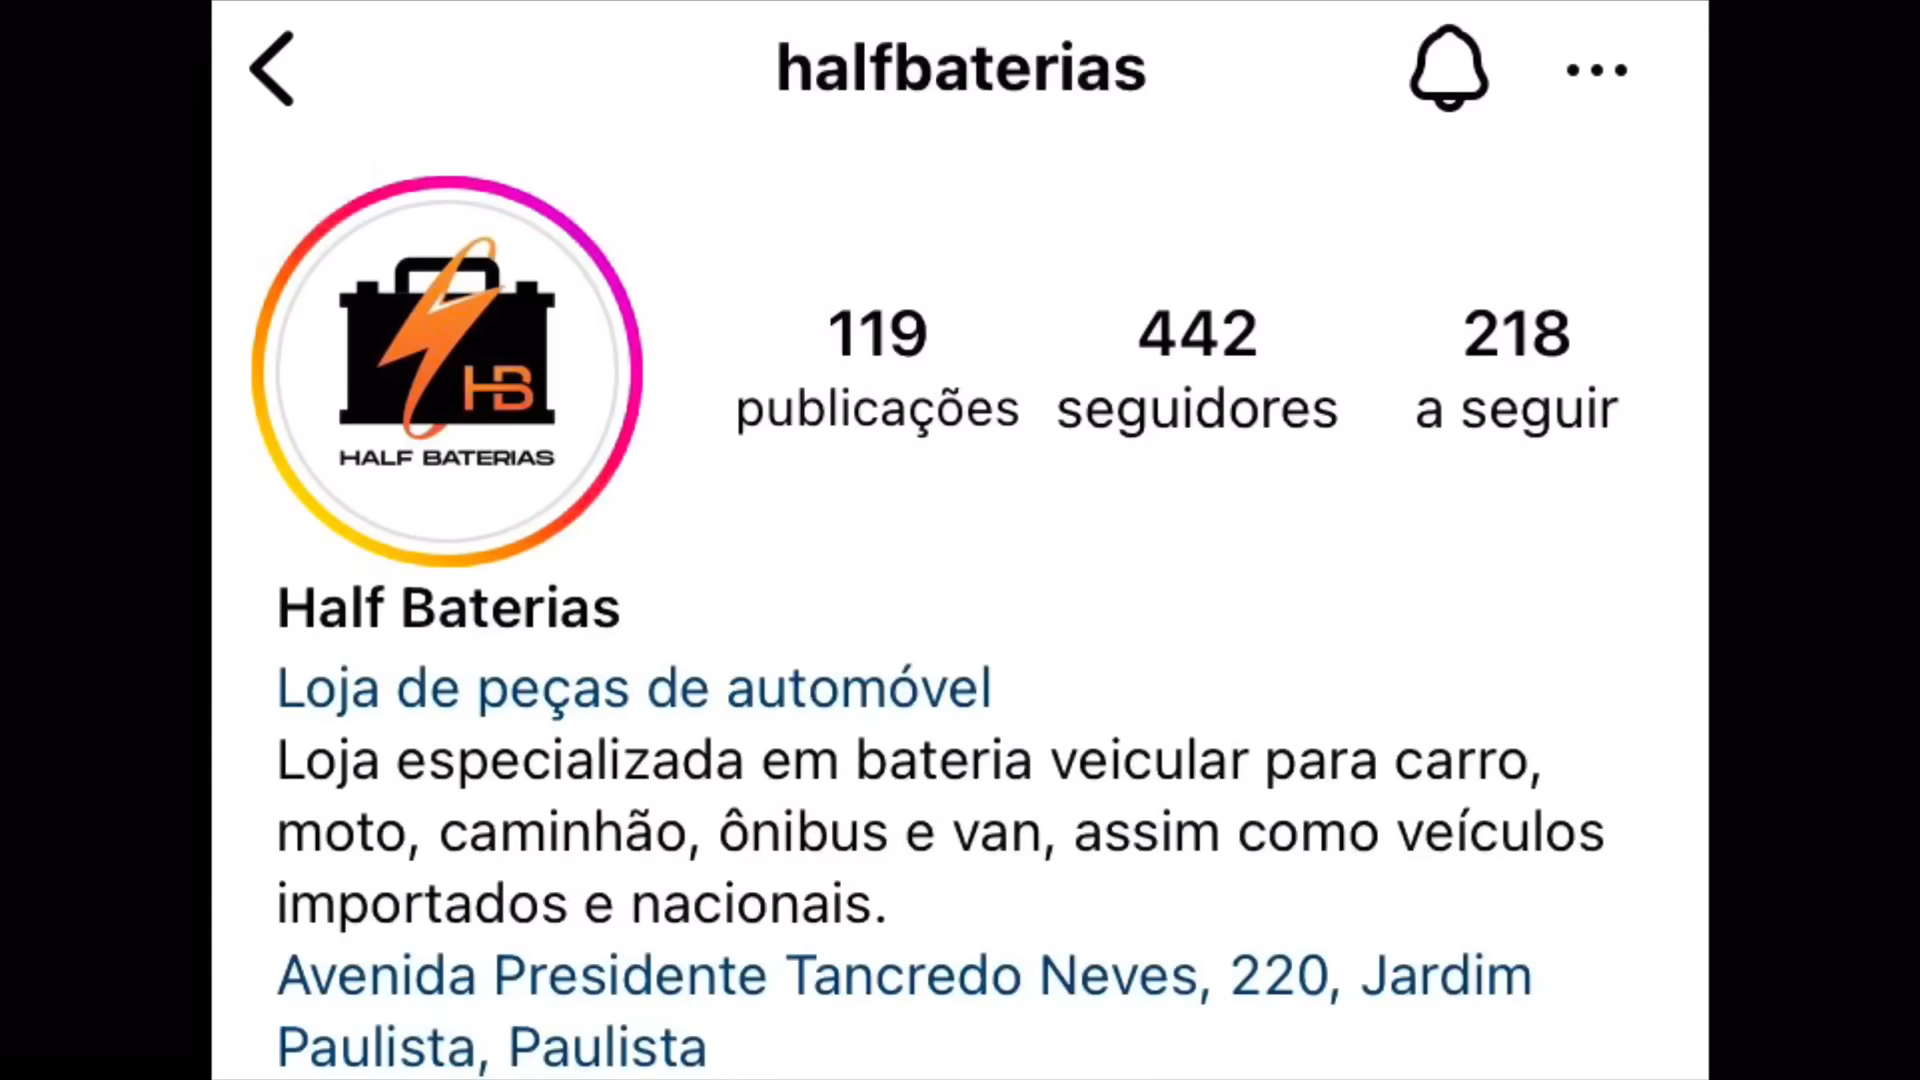 halfbaterias
HB
HALF BATERIAS
119
publicações
442
seguidores
218
a seguir
Half Baterias
Loja de peças de automóvel
Loja especializada em bateria veicular para carro,
moto, caminhão, ônibus e van, assim como veículos
importados e nacionais.
Avenida Presidente Tancredo Neves, 220, Jardim
Paulista, Paulista